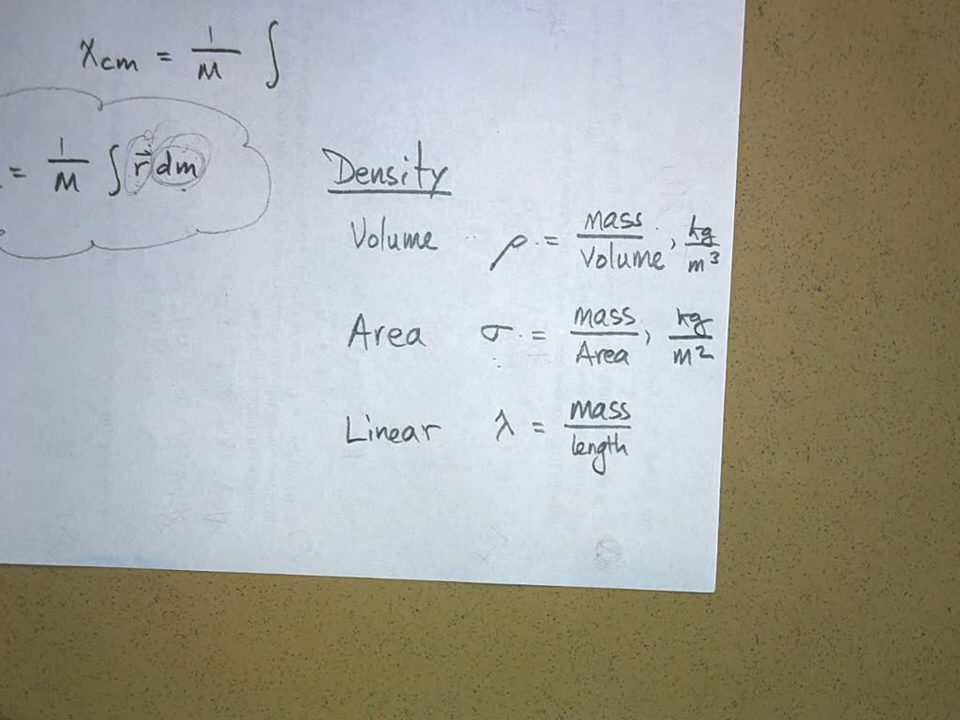 Xcm = 1/M ∫
= 1/M ∫ r⃗ dm
Density
Volume ρ = mass/Volume, kg/m³
Area σ = mass/Area, kg/m²
Linear λ = mass/length